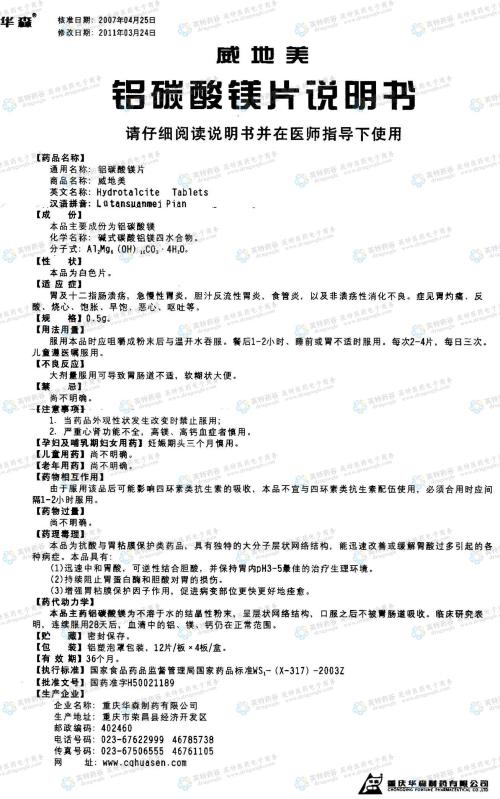 华森®
核准日期：2007年04月25日
修改日期：2011年03月24日
威地美
铝碳酸镁片说明书
请仔细阅读说明书并在医师指导下使用
【药品名称】
通用名称：铝碳酸镁片
商品名称：威地美
英文名称：Hydrotalcite Tablets
汉语拼音：Lütansuanmei Pian
【成 份】
本品主要成份为铝碳酸镁
化学名称：碱式碳酸铝镁四水合物。
分子式：Al₂Mg₆(OH)₁₆CO₃·4H₂O。
【性 状】
本品为白色片。
【适 应 症】
胃及十二指肠溃疡，急慢性胃炎，胆汁反流性胃炎，食管炎，以及非溃疡性消化不良。症见胃灼痛、反
酸、烧心、饱胀、早饱、恶心、呕吐等。
【规 格】0.5g。
【用法用量】
服用本品时应咀嚼成粉末后与温开水吞服。餐后1-2小时、睡前或胃不适时服用。每次2-4片，每日三次。
儿童遵医嘱服用。
【不良反应】
大剂量服用可导致胃肠道不适，软糊状大便。
【禁 忌】
尚不明确。
【注意事项】
1. 当药品外观性状发生改变时禁止服用；
2. 严重心肾功能不全，高镁、高钙血症者慎用。
【孕妇及哺乳期妇女用药】妊娠期头三个月慎用。
【儿童用药】尚不明确。
【老年用药】尚不明确。
【药物相互作用】
由于服用该品后可能影响四环素类抗生素的吸收，本品不宜与四环素类抗生素配伍使用，必须合用时应间
隔1-2小时服用。
【药物过量】
尚不明确。
【药理毒理】
本品为抗酸与胃粘膜保护类药品，具有独特的大分子层状网络结构，能迅速改善或缓解胃酸过多引起的各
种病症。本品具有：
(1)迅速中和胃酸，可逆性结合胆酸，并保持胃内pH3-5最佳的治疗生理环境。
(2)持续阻止胃蛋白酶和胆酸对胃的损伤。
(3)增强胃粘膜保护因子作用，促进病变部位更快更好地痊愈。
【药代动力学】
本品主药铝碳酸镁为不溶于水的结晶性粉末，呈层状网络结构，口服之后不被胃肠道吸收。临床研究表
明，连续服用28天后，血清中的铝、镁、钙仍在正常范围。
【贮 藏】密封保存。
【包 装】铝塑泡罩包装，12片/板×4板/盒。
【有 效 期】36个月。
【执行标准】国家食品药品监督管理局国家药品标准WS₁-(X-317)-2003Z
【批准文号】国药准字H50021189
【生产企业】
企业名称：重庆华森制药有限公司
生产地址：重庆市荣昌县经济开发区
邮政编码：402460
电话号码：023-67622999 46785738
传真号码：023-67506555 46761105
网 址：www.cqhuasen.com
重庆华森制药有限公司
CHONGQING PHARSCIN PHARMACEUTICAL CO.,LTD.